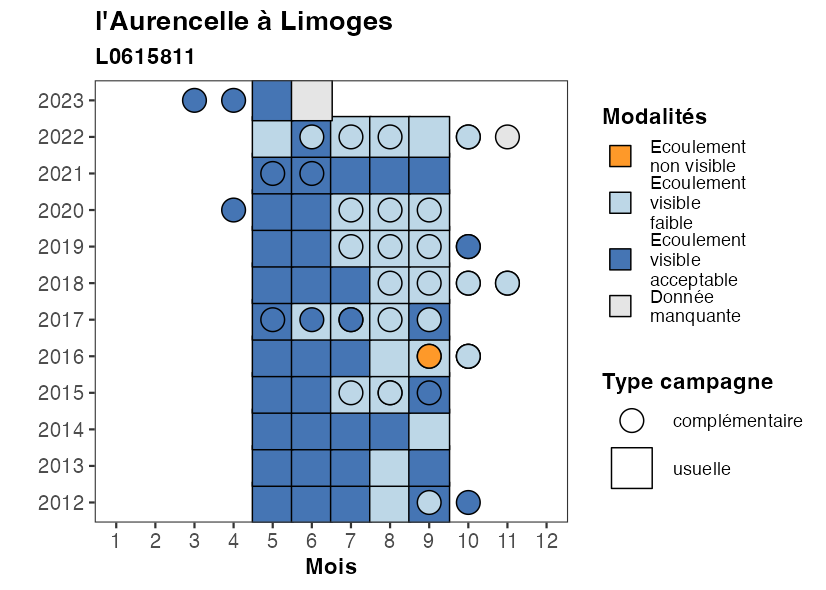 l'Aurencelle à Limoges
L0615811
2023
2022
2021
2020
2019
2018
2017
2016
2015
2014
2013
2012
1 2 3 4 5 6 7 8 9 10 11 12
Mois
Modalités
Ecoulement
non visible
Ecoulement
visible
faible
Ecoulement
visible
acceptable
Donnée
manquante
Type campagne
complémentaire
usuelle